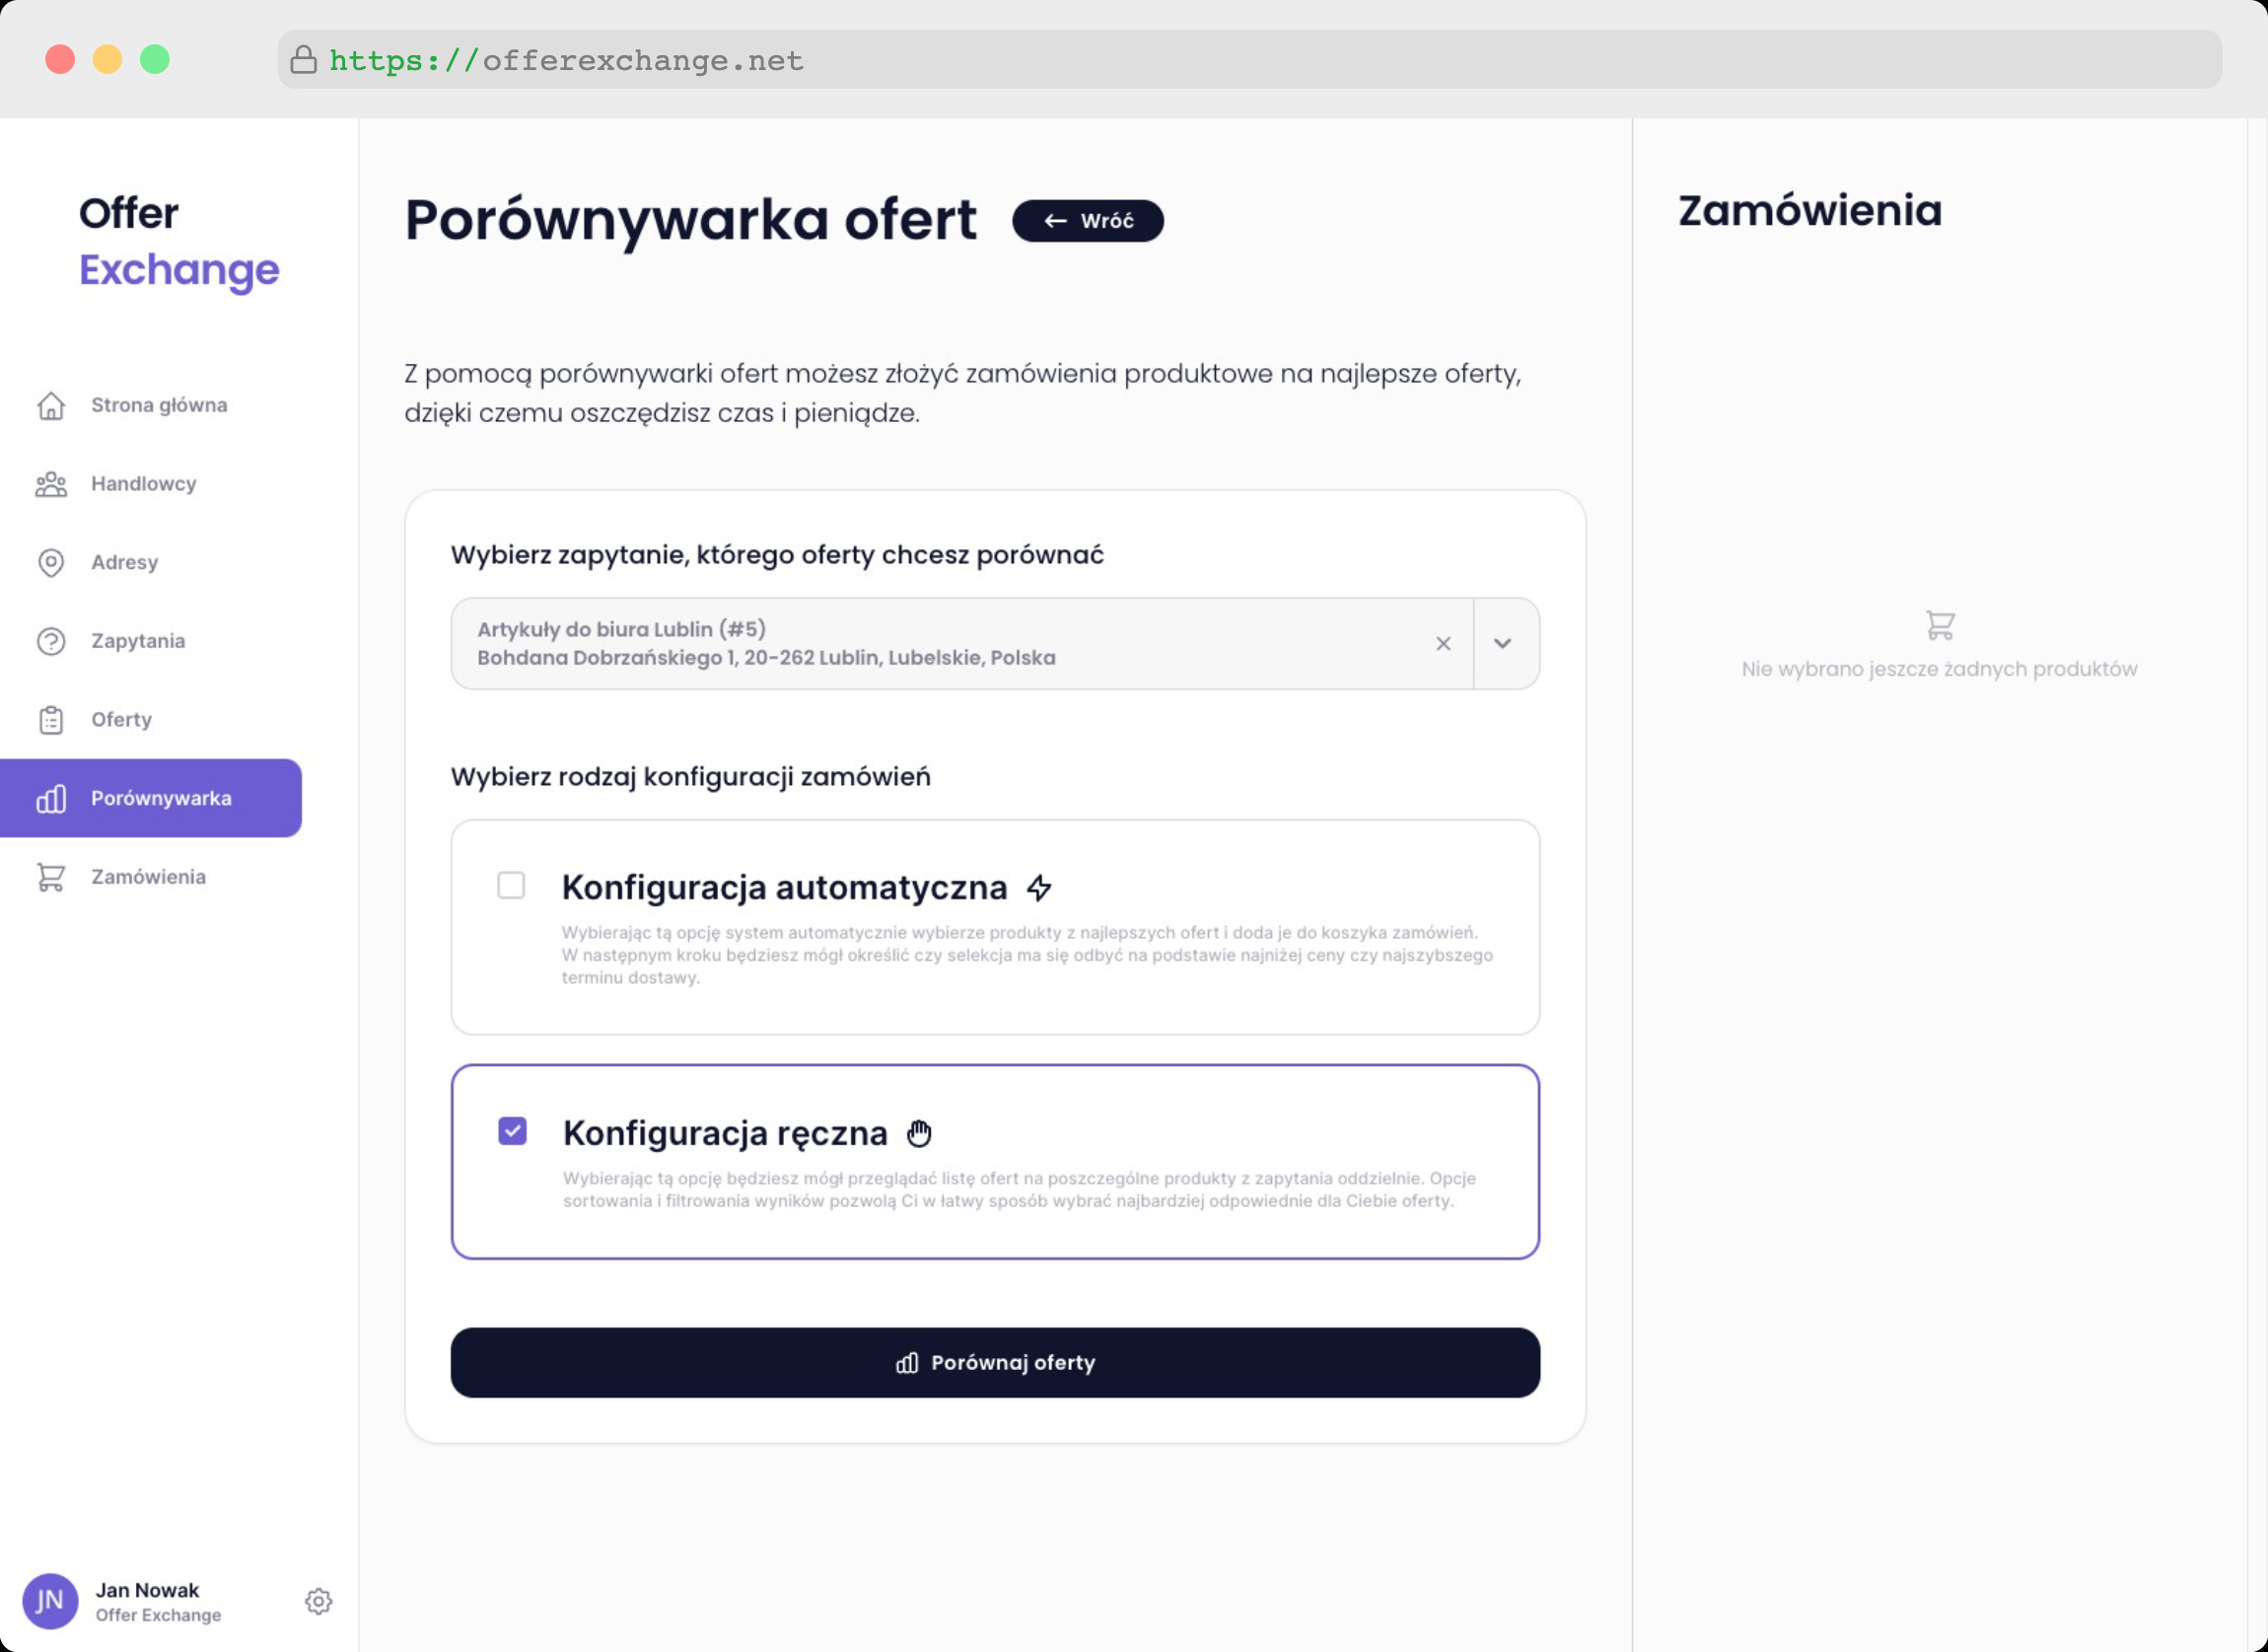 https://offerexchange.net
Offer
Exchange
Strona główna
Handlowcy
Adresy
Zapytania
Oferty
Porównywarka
Zamówienia
JN
Jan Nowak
Offer Exchange
Porównywarka ofert
Wróć
Z pomocą porównywarki ofert możesz złożyć zamówienia produktowe na najlepsze oferty,
dzięki czemu oszczędzisz czas i pieniądze.
Wybierz zapytanie, którego oferty chcesz porównać
Artykuły do biura Lublin (#5)
Bohdana Dobrzańskiego 1, 20-262 Lublin, Lubelskie, Polska
Wybierz rodzaj konfiguracji zamówień
Konfiguracja automatyczna
Wybierając tą opcję system automatycznie wybierze produkty z najlepszych ofert i doda je do koszyka zamówień.
W następnym kroku będziesz mógł określić czy selekcja ma się odbyć na podstawie najniżej ceny czy najszybszego
terminu dostawy.
Konfiguracja ręczna
Wybierając tą opcję będziesz mógł przeglądać listę ofert na poszczególne produkty z zapytania oddzielnie. Opcje
sortowania i filtrowania wyników pozwolą Ci w łatwy sposób wybrać najbardziej odpowiednie dla Ciebie oferty.
Porównaj oferty
Zamówienia
Nie wybrano jeszcze żadnych produktów